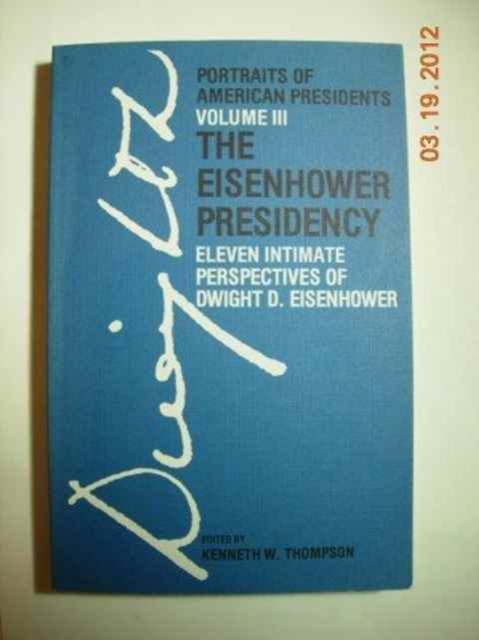 PORTRAITS OF
AMERICAN PRESIDENTS
VOLUME III
THE
EISENHOWER
PRESIDENCY
ELEVEN INTIMATE
PERSPECTIVES OF
DWIGHT D. EISENHOWER
Dwight
EDITED BY
KENNETH W. THOMPSON
03.19.2012